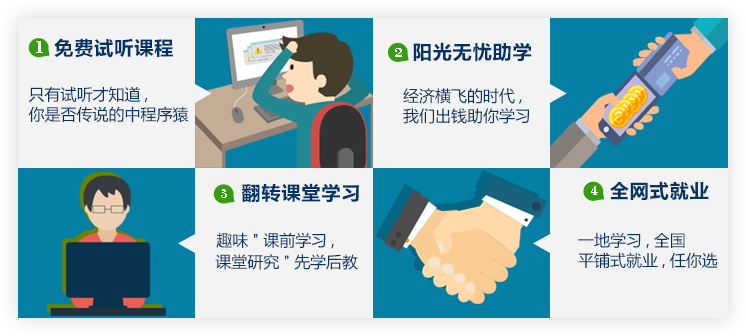 1 免费试听课程
只有试听才知道,
你是否传说的中程序猿
2 阳光无忧助学
经济横飞的时代,
我们出钱助你学习
3 翻转课堂学习
趣味"课前学习,
课堂研究"先学后教
4 全网式就业
一地学习,全国
平铺式就业,任你选